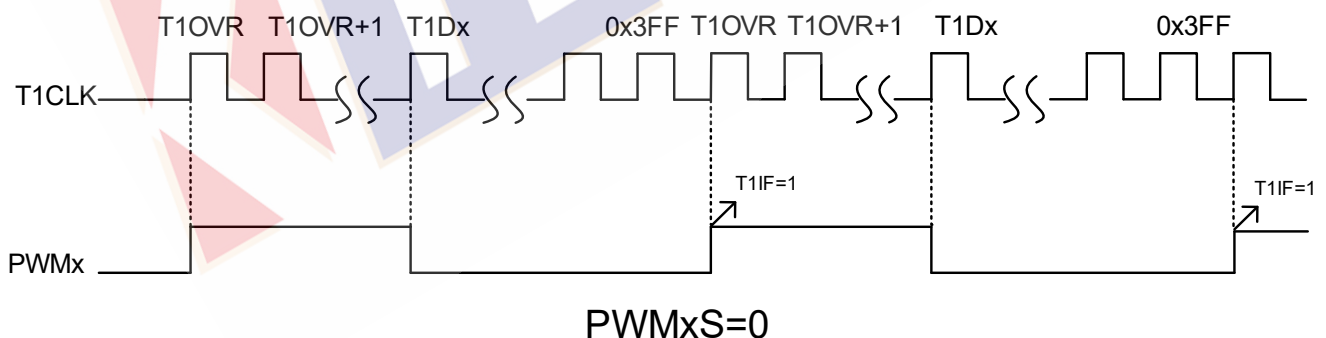 T1OVR T1OVR+1 T1Dx 0x3FF T1OVR T1OVR+1 T1Dx 0x3FF
T1CLK
T1IF=1 T1IF=1
PWMx
PWMxS=0